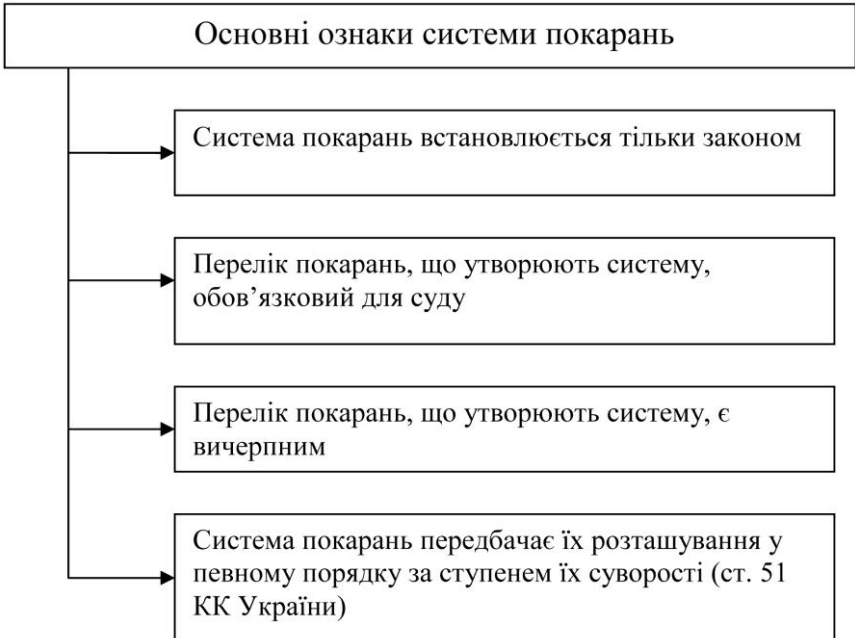 Основні ознаки системи покарань
Система покарань встановлюється тільки законом
Перелік покарань, що утворюють систему,
обов’язковий для суду
Перелік покарань, що утворюють систему, є
вичерпним
Система покарань передбачає їх розташування у
певному порядку за ступенем їх суворості (ст. 51
КК України)